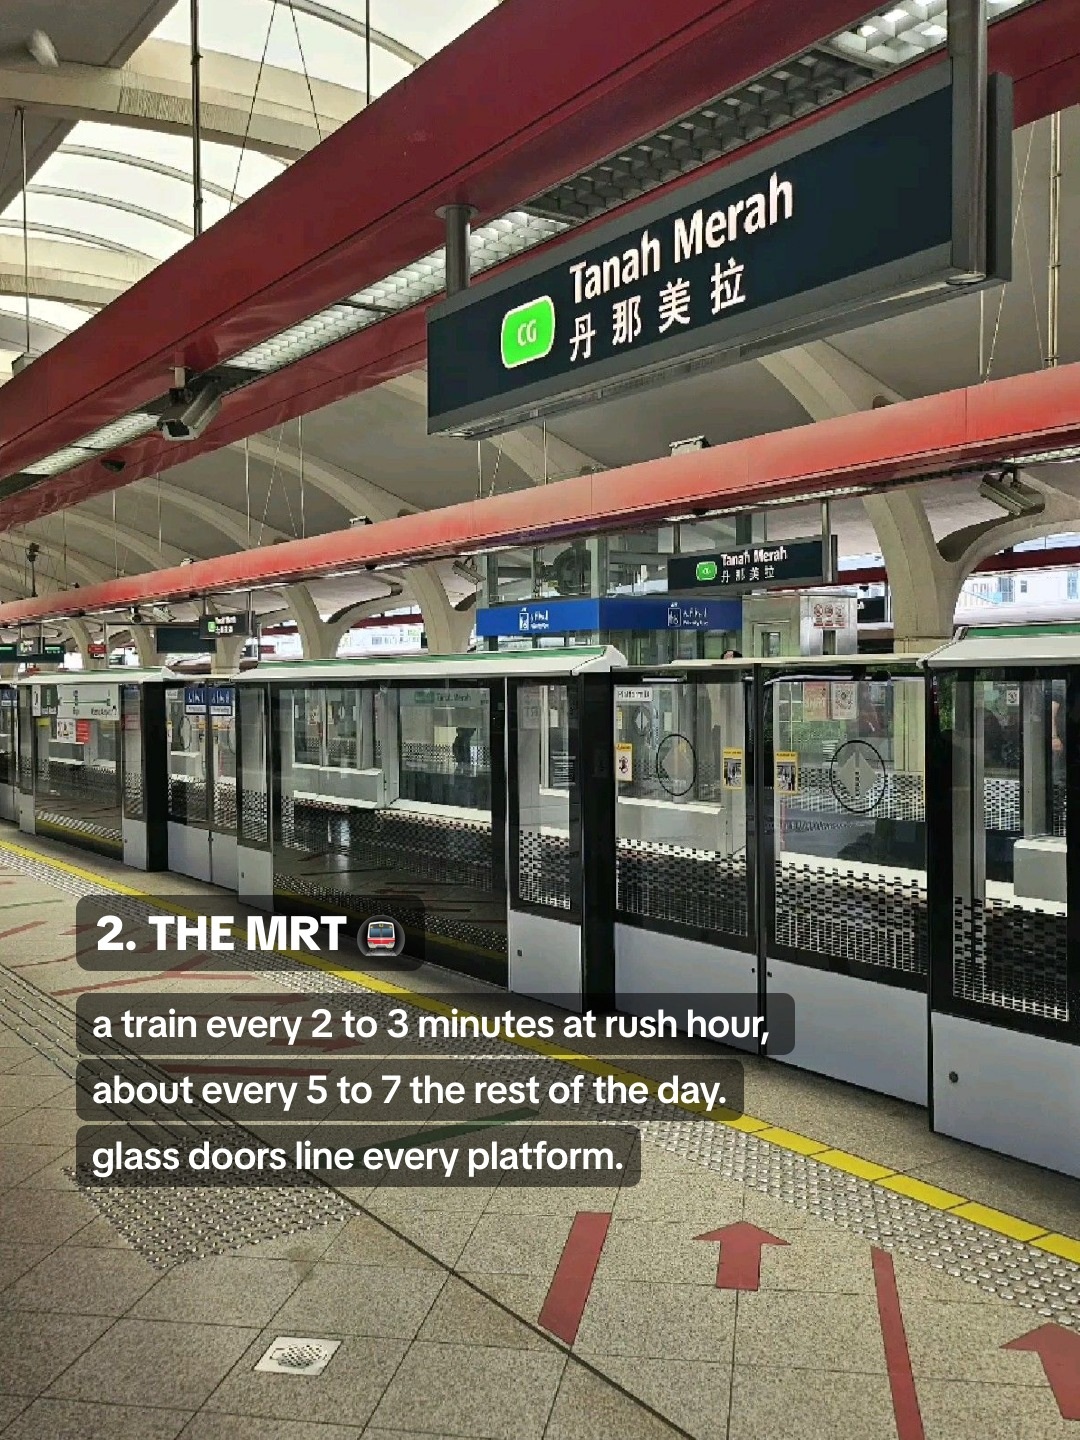 Tanah Merah
CG
丹那美拉
Tanah Merah
CG
丹那美拉
Platform
2. THE MRT 🚇
a train every 2 to 3 minutes at rush hour,
about every 5 to 7 the rest of the day.
glass doors line every platform.